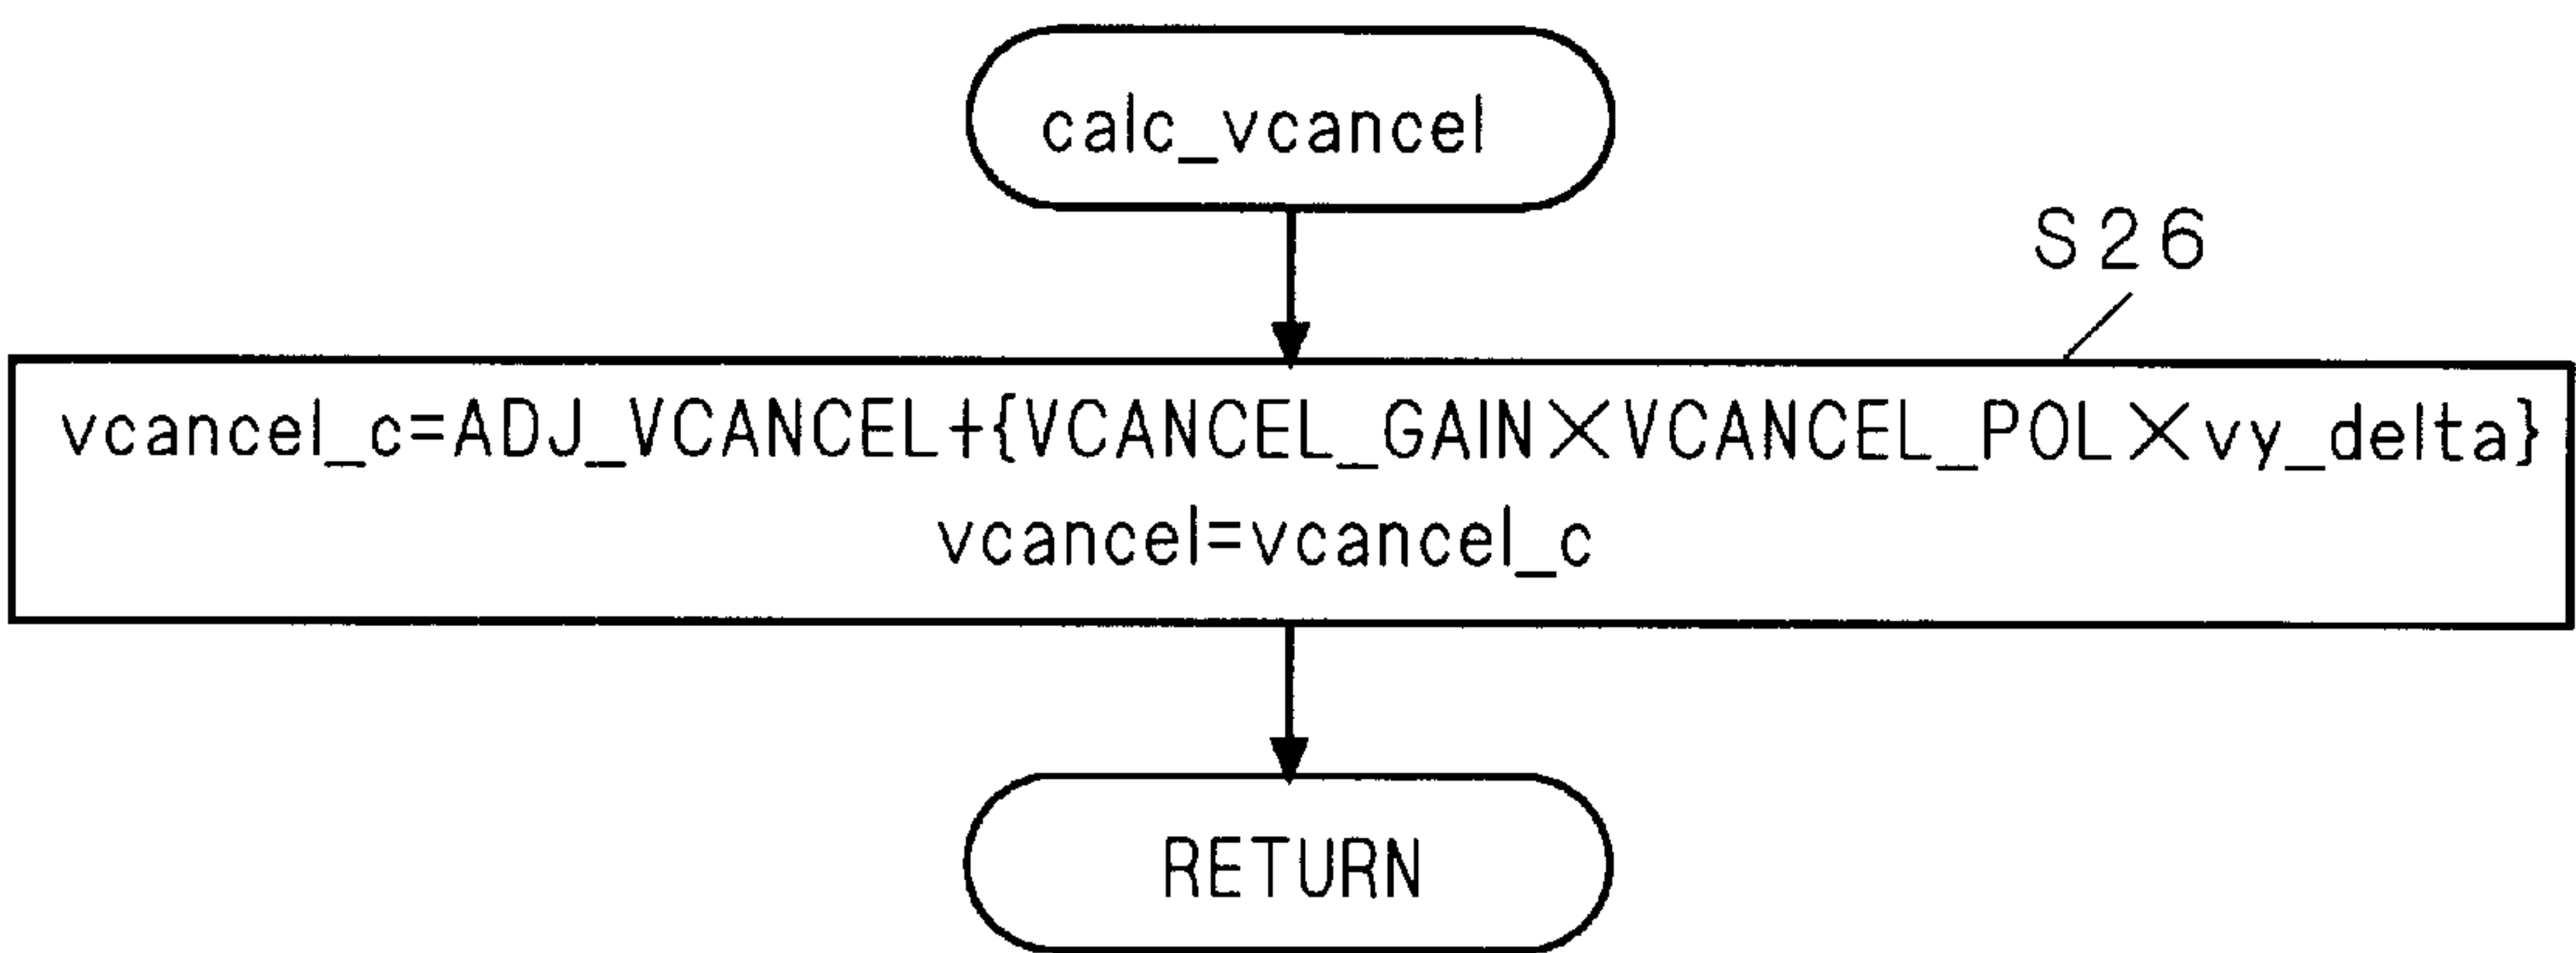 calc_vcancel
S26
vcancel_c=ADJ_VCANCEL+{VCANCEL_GAIN×VCANCEL_POL×vy_delta}
vcancel=vcancel_c
RETURN